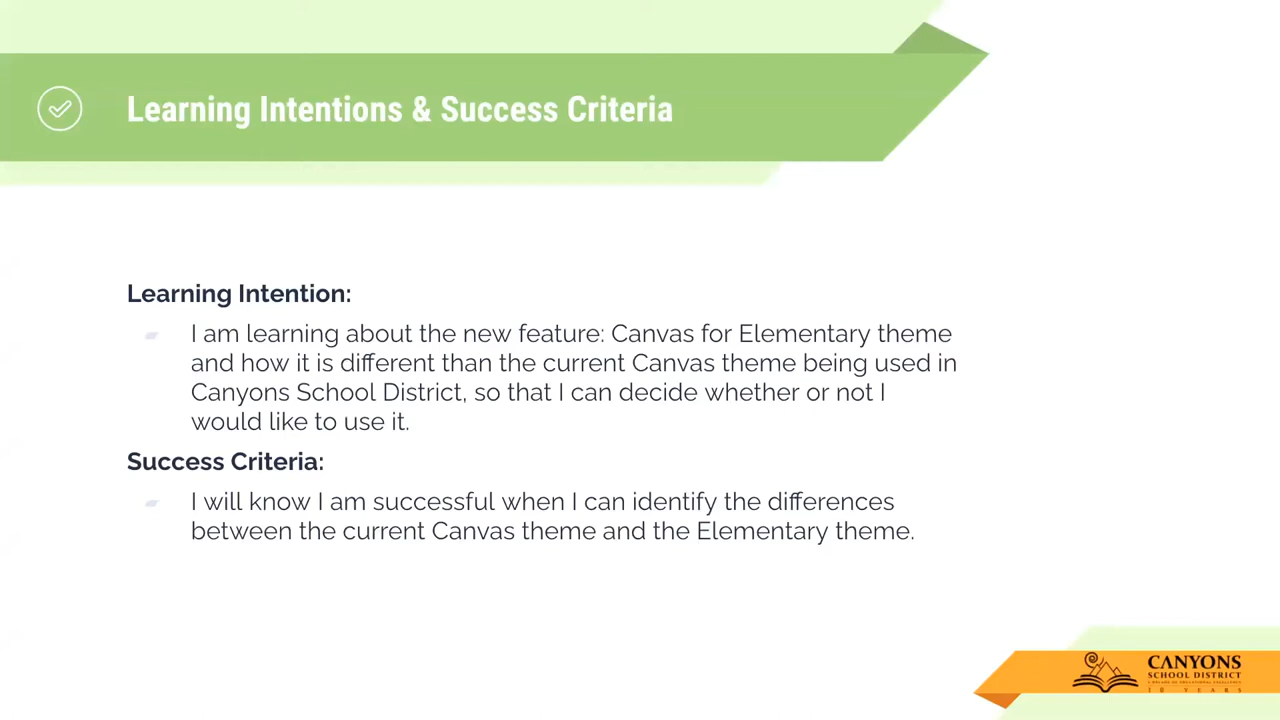 Learning Intentions & Success Criteria
Learning Intention:
I am learning about the new feature: Canvas for Elementary theme
and how it is different than the current Canvas theme being used in
Canyons School District, so that I can decide whether or not I
would like to use it.
Success Criteria:
I will know I am successful when I can identify the differences
between the current Canvas theme and the Elementary theme.
CANYONS
SCHOOL DISTRICT
10 YEARS